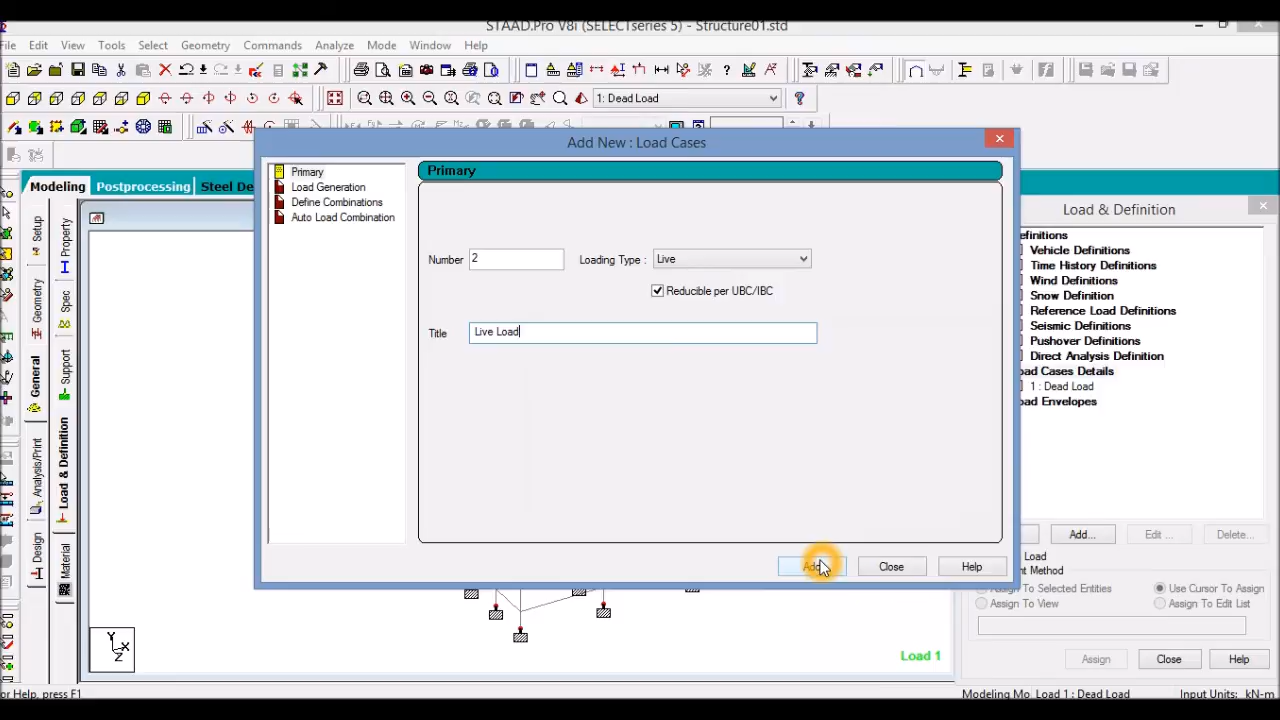 STAAD.Pro V8i (SELECTseries 5) - Structure01.std
File Edit View Tools Select Geometry Commands Analyze Mode Window Help
1: Dead Load
Add New : Load Cases
Primary
Load Generation
Define Combinations
Auto Load Combination
Primary
Number 2 Loading Type : Live
Reducible per UBC/IBC
Title Live Load
Add Close Help
Modeling Postprocessing Steel De
Setup
Geometry
General
Analysis/Print
Design
Property
Spec
Support
Load & Definition
Material
Load & Definition
efinitions
Vehicle Definitions
Time History Definitions
Wind Definitions
Snow Definition
Reference Load Definitions
Seismic Definitions
Pushover Definitions
Direct Analysis Definition
oad Cases Details
1 : Dead Load
oad Envelopes
Add... Edit ... Delete...
Load
nt Method
Assign To Selected Entities Use Cursor To Assign
Assign To View Assign To Edit List
Assign Close Help
Y
X
Z
Load 1
or Help, press F1 Modeling Mo Load 1 : Dead Load Input Units: kN-m